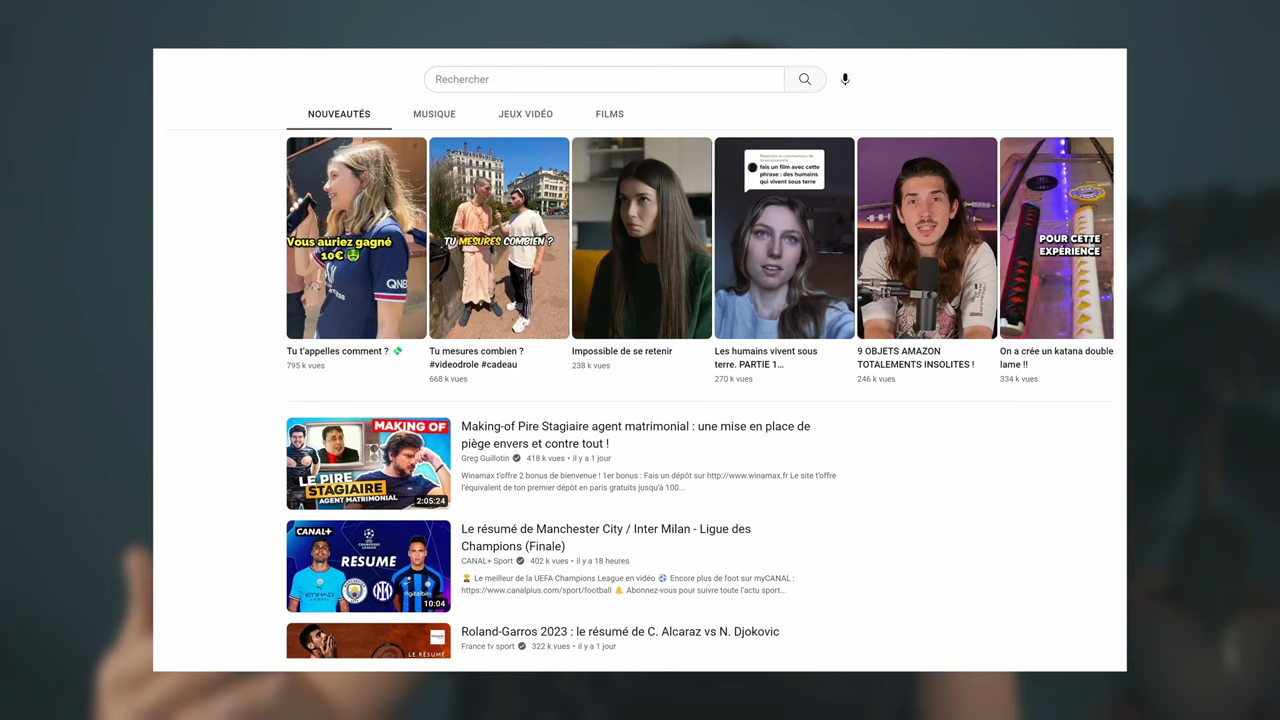 Rechercher
NOUVEAUTÉS
MUSIQUE
JEUX VIDÉO
FILMS
Vous auriez gagné
10€
QNB
TU MESURES COMBIEN ?
fais un film avec cette
phrase : des humains
qui vivent sous terre
POUR CETTE
EXPÉRIENCE
Tu t'appelles comment ? 💸
795 k vues
Tu mesures combien ?
#videodrole #cadeau
668 k vues
Impossible de se retenir
238 k vues
Les humains vivent sous
terre. PARTIE 1...
270 k vues
9 OBJETS AMAZON
TOTALEMENTS INSOLITES !
246 k vues
On a crée un katana double
lame !!
334 k vues
MAKING OF
LE PIRE
STAGIAIRE
AGENT MATRIMONIAL
2:05:24
Making-of Pire Stagiaire agent matrimonial : une mise en place de
piège envers et contre tout !
Greg Guillotin 418 k vues • il y a 1 jour
Winamax t'offre 2 bonus de bienvenue ! 1er bonus : Fais un dépôt sur http://www.winamax.fr Le site t'offre
l'équivalent de ton premier dépôt en paris gratuits jusqu'à 100...
CANAL+
RESUME
ETIHAD
digitalbits
10:04
Le résumé de Manchester City / Inter Milan - Ligue des
Champions (Finale)
CANAL+ Sport 402 k vues • il y a 18 heures
🏆 Le meilleur de la UEFA Champions League en vidéo ⚽ Encore plus de foot sur myCANAL :
https://www.canalplus.com/sport/football 🔔 Abonnez-vous pour suivre toute l'actu sport...
LE RÉSUMÉ
Roland-Garros 2023 : le résumé de C. Alcaraz vs N. Djokovic
France tv sport 322 k vues • il y a 1 jour